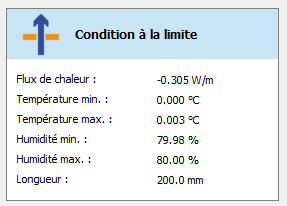 Condition à la limite
Flux de chaleur : -0.305 W/m
Température min. : 0.000 °C
Température max. : 0.003 °C
Humidité min. : 79.98 %
Humidité max. : 80.00 %
Longueur : 200.0 mm